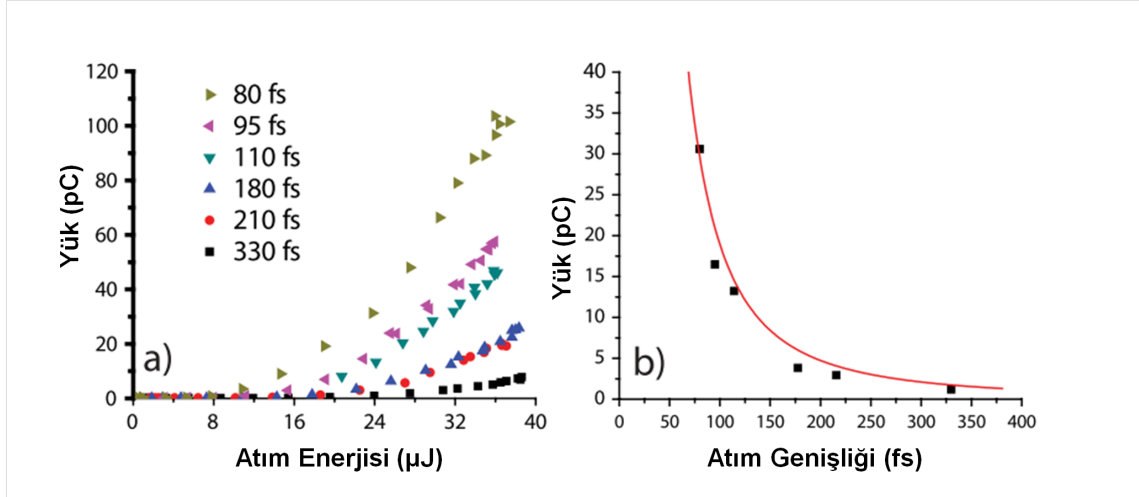 120
100
80
60
40
20
0
Yük (pC)
80 fs
95 fs
110 fs
180 fs
210 fs
330 fs
a)
0 8 16 24 32 40
Atım Enerjisi (µJ)
40
35
30
25
20
15
10
5
0
Yük (pC)
b)
0 50 100 150 200 250 300 350 400
Atım Genişliği (fs)